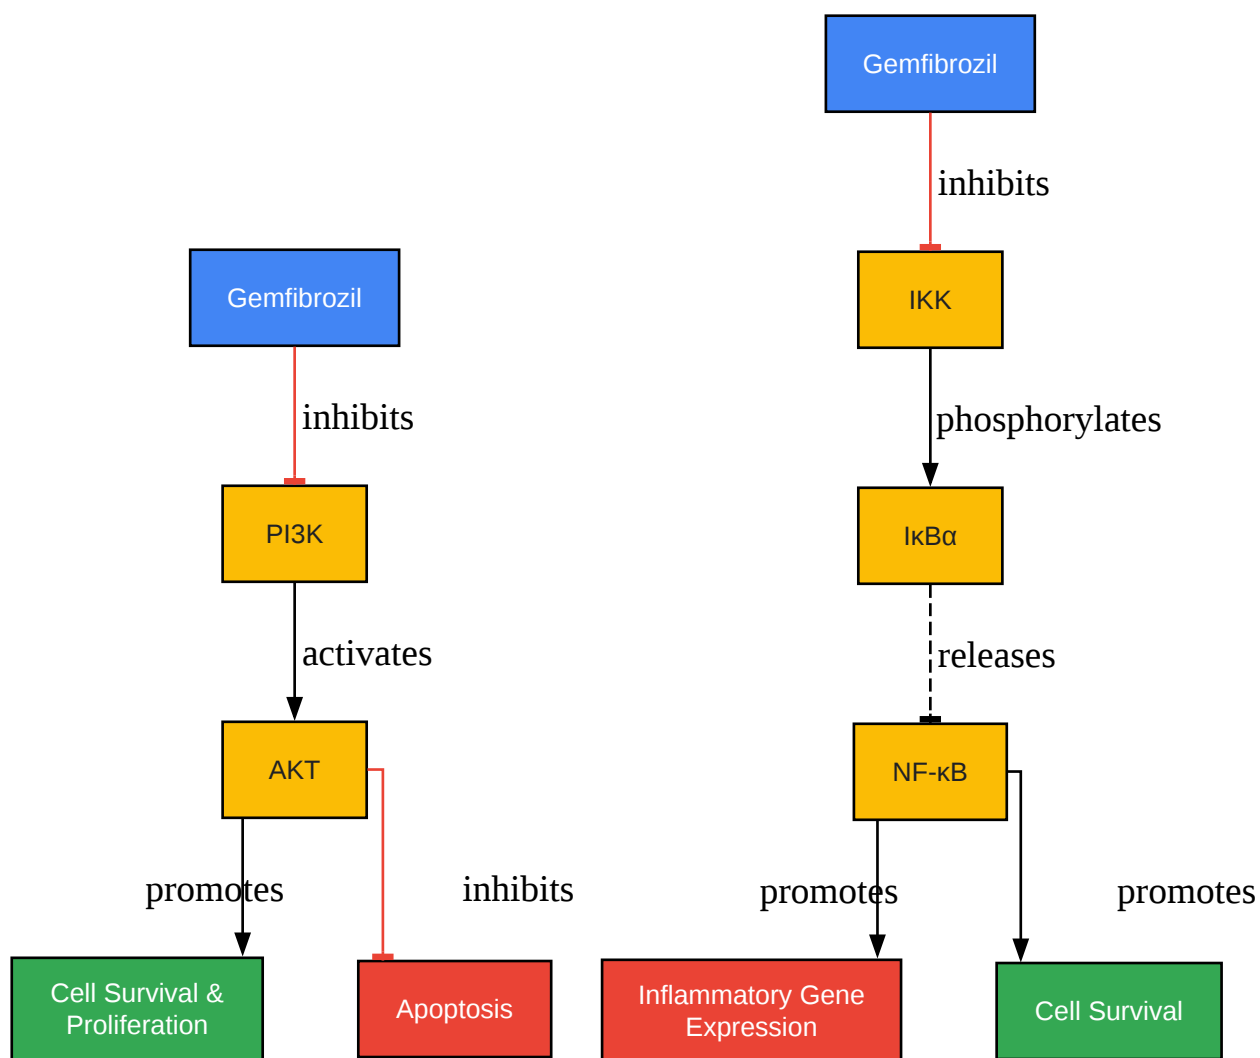 Gemfibrozil
inhibits
PI3K
activates
AKT
promotes
inhibits
Cell Survival &
Proliferation
Apoptosis
Gemfibrozil
inhibits
IKK
phosphorylates
IκBα
releases
NF-κB
promotes
promotes
Inflammatory Gene
Expression
Cell Survival